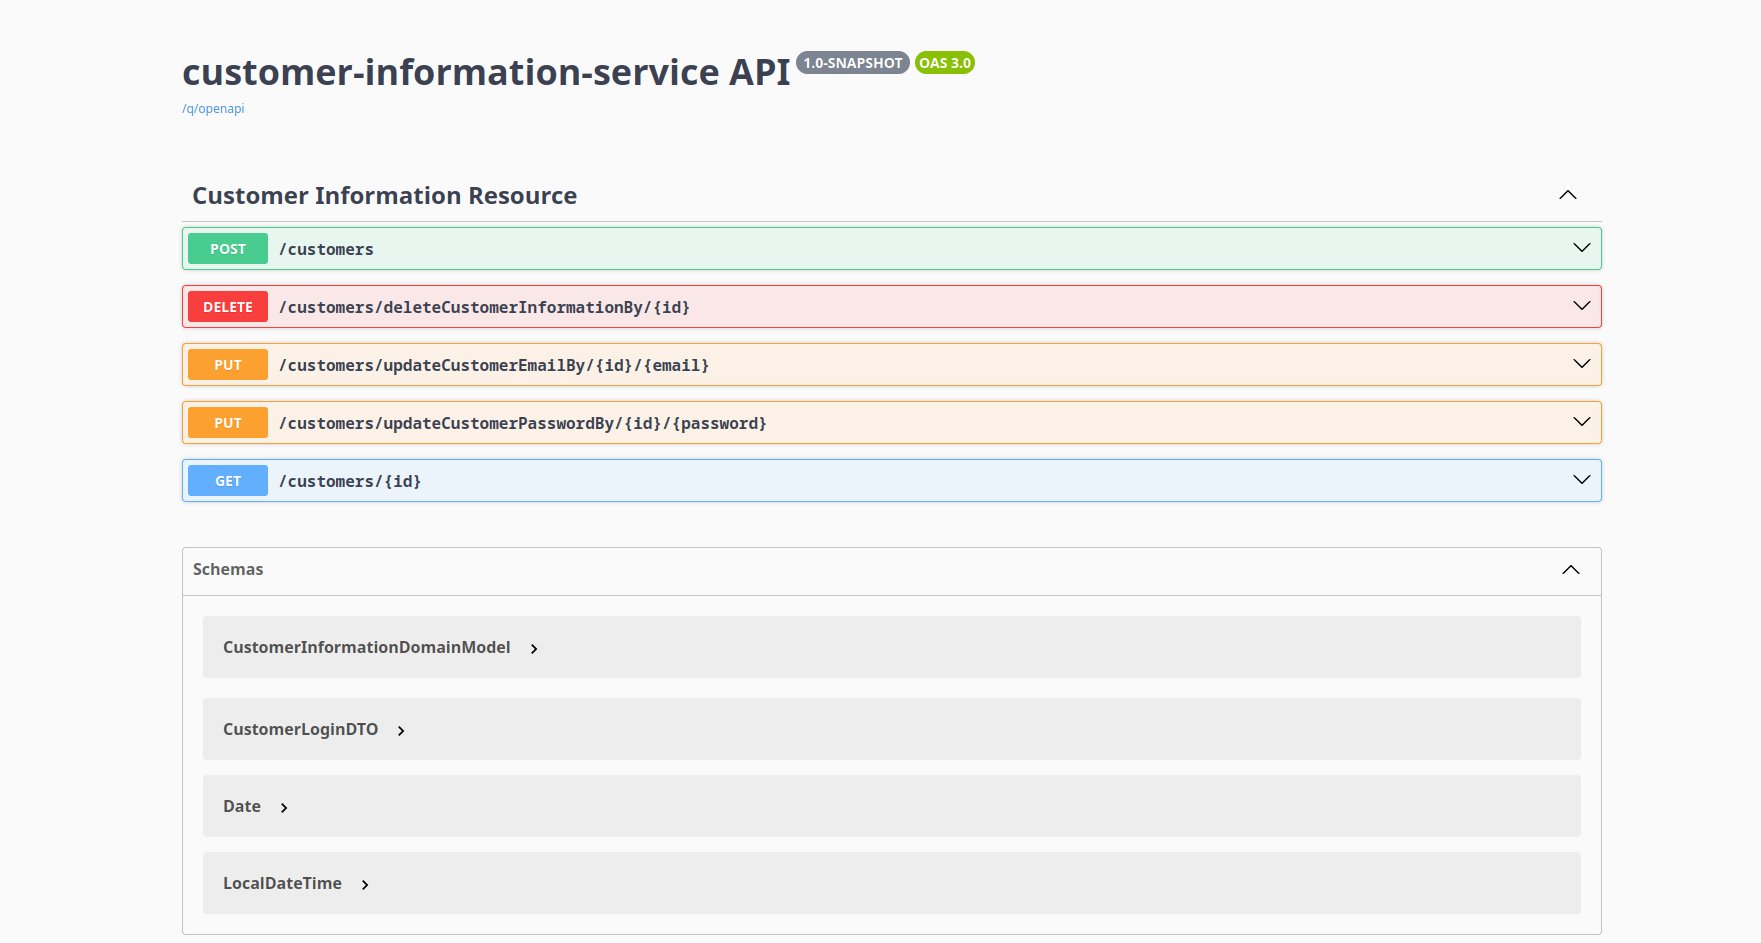 customer-information-service API 1.0-SNAPSHOT OAS 3.0
/q/openapi
Customer Information Resource
POST /customers
DELETE /customers/deleteCustomerInformationBy/{id}
PUT /customers/updateCustomerEmailBy/{id}/{email}
PUT /customers/updateCustomerPasswordBy/{id}/{password}
GET /customers/{id}
Schemas
CustomerInformationDomainModel
CustomerLoginDTO
Date
LocalDateTime